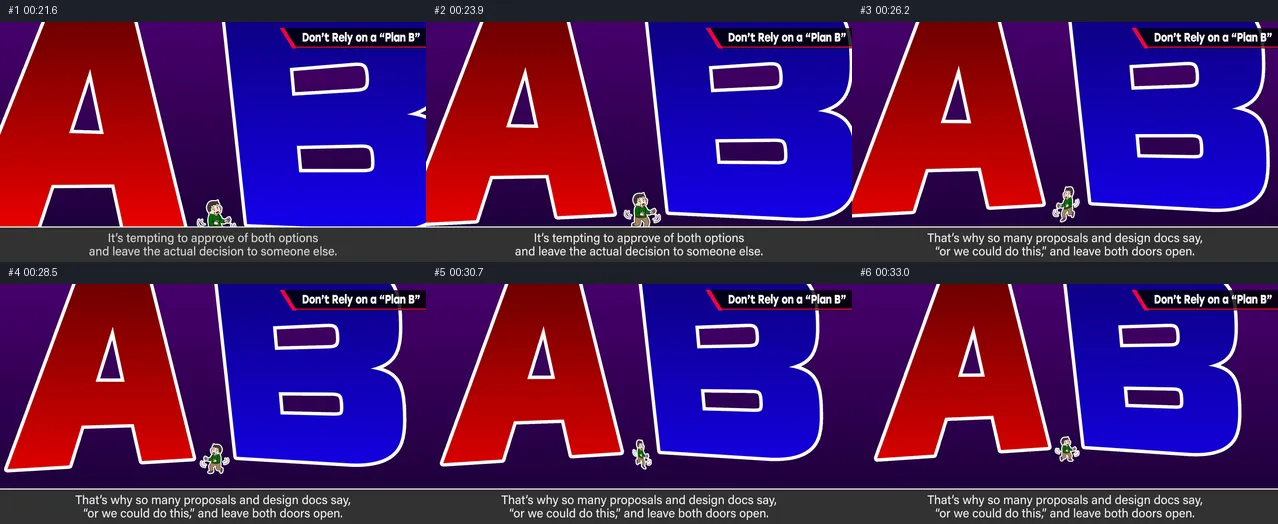 #1 00:21.6
A B
Don’t Rely on a “Plan B”
It’s tempting to approve of both options
and leave the actual decision to someone else.
#2 00:23.9
A B
Don’t Rely on a “Plan B”
It’s tempting to approve of both options
and leave the actual decision to someone else.
#3 00:26.2
A B
Don’t Rely on a “Plan B”
That’s why so many proposals and design docs say,
“or we could do this,” and leave both doors open.
#4 00:28.5
A B
Don’t Rely on a “Plan B”
That’s why so many proposals and design docs say,
“or we could do this,” and leave both doors open.
#5 00:30.7
A B
Don’t Rely on a “Plan B”
That’s why so many proposals and design docs say,
“or we could do this,” and leave both doors open.
#6 00:33.0
A B
Don’t Rely on a “Plan B”
That’s why so many proposals and design docs say,
“or we could do this,” and leave both doors open.